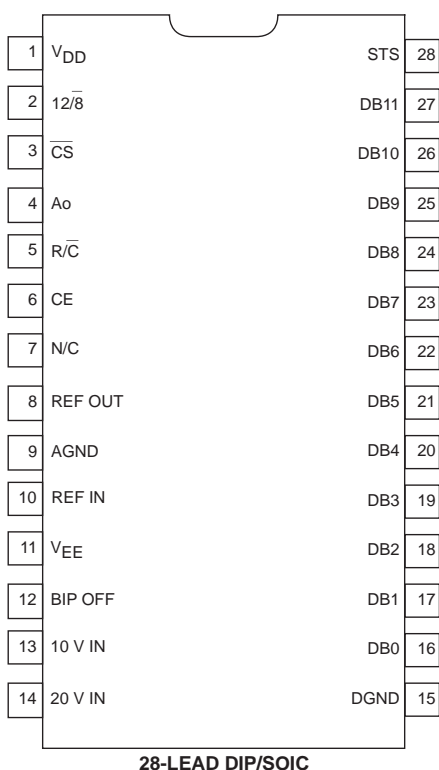 1 VDD STS 28
2 12/8̅ DB11 27
3 C̅S̅ DB10 26
4 Ao DB9 25
5 R/C̅ DB8 24
6 CE DB7 23
7 N/C DB6 22
8 REF OUT DB5 21
9 AGND DB4 20
10 REF IN DB3 19
11 VEE DB2 18
12 BIP OFF DB1 17
13 10 V IN DB0 16
14 20 V IN DGND 15
28-LEAD DIP/SOIC